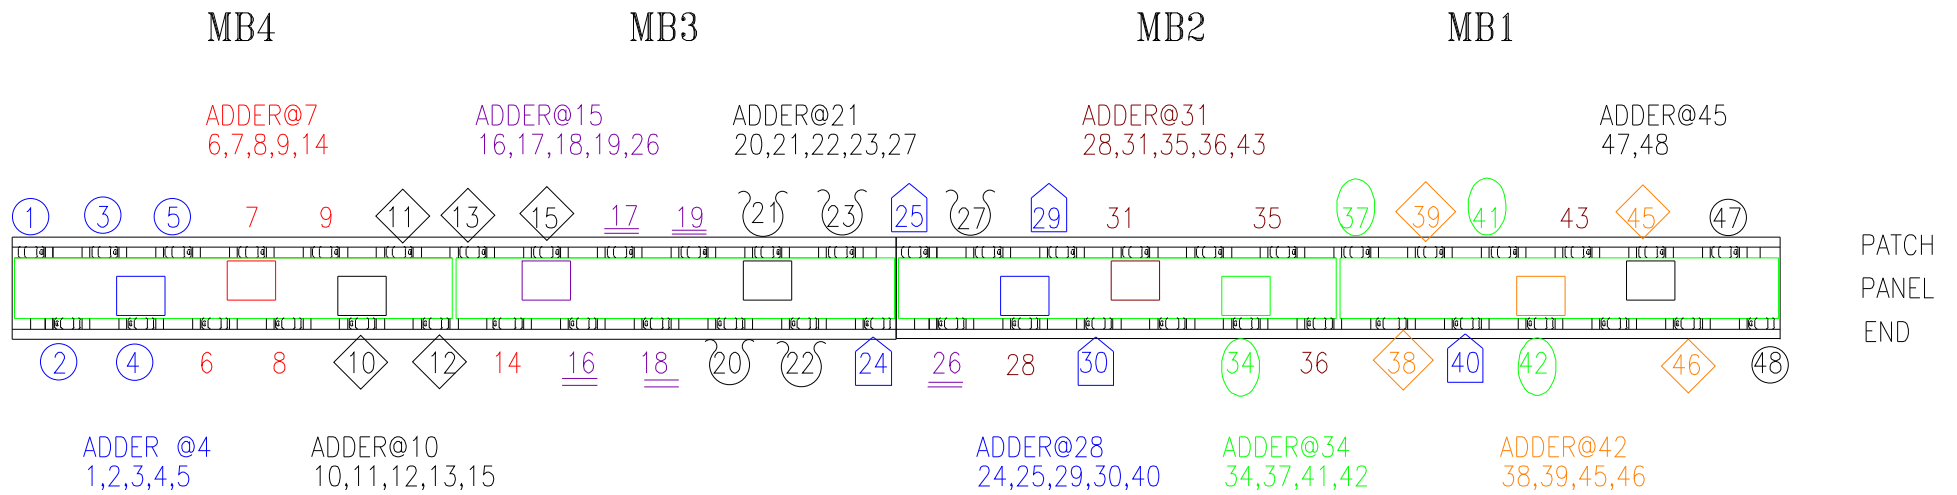 MB4 MB3 MB2 MB1
ADDER@7 ADDER@15 ADDER@21 ADDER@31 ADDER@45
6,7,8,9,14 16,17,18,19,26 20,21,22,23,27 28,31,35,36,43 47,48
1 3 5 7 9 11 13 15 17 19 21 23 25 27 29 31 35 37 39 41 43 45 47
PATCH
PANEL
END
2 4 6 8 10 12 14 16 18 20 22 24 26 28 30 34 36 38 40 42 46 48
ADDER @4 ADDER@10 ADDER@28 ADDER@34 ADDER@42
1,2,3,4,5 10,11,12,13,15 24,25,29,30,40 34,37,41,42 38,39,45,46